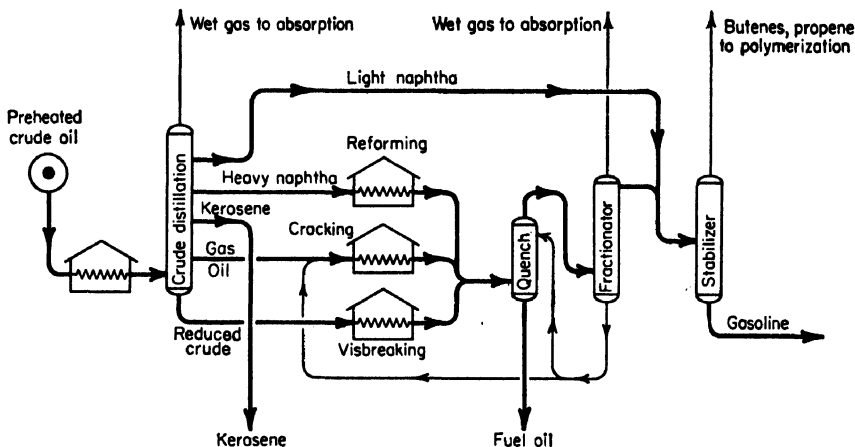 Wet gas to absorption
Wet gas to absorption
Butenes, propene
to polymerization
Light naphtha
Preheated
crude oil
Reforming
Crude distillation
Heavy naphtha
Kerosene
Cracking
Gas
Oil
Quench
Fractionator
Stabilizer
Reduced
crude
Visbreaking
Gasoline
Kerosene
Fuel oil